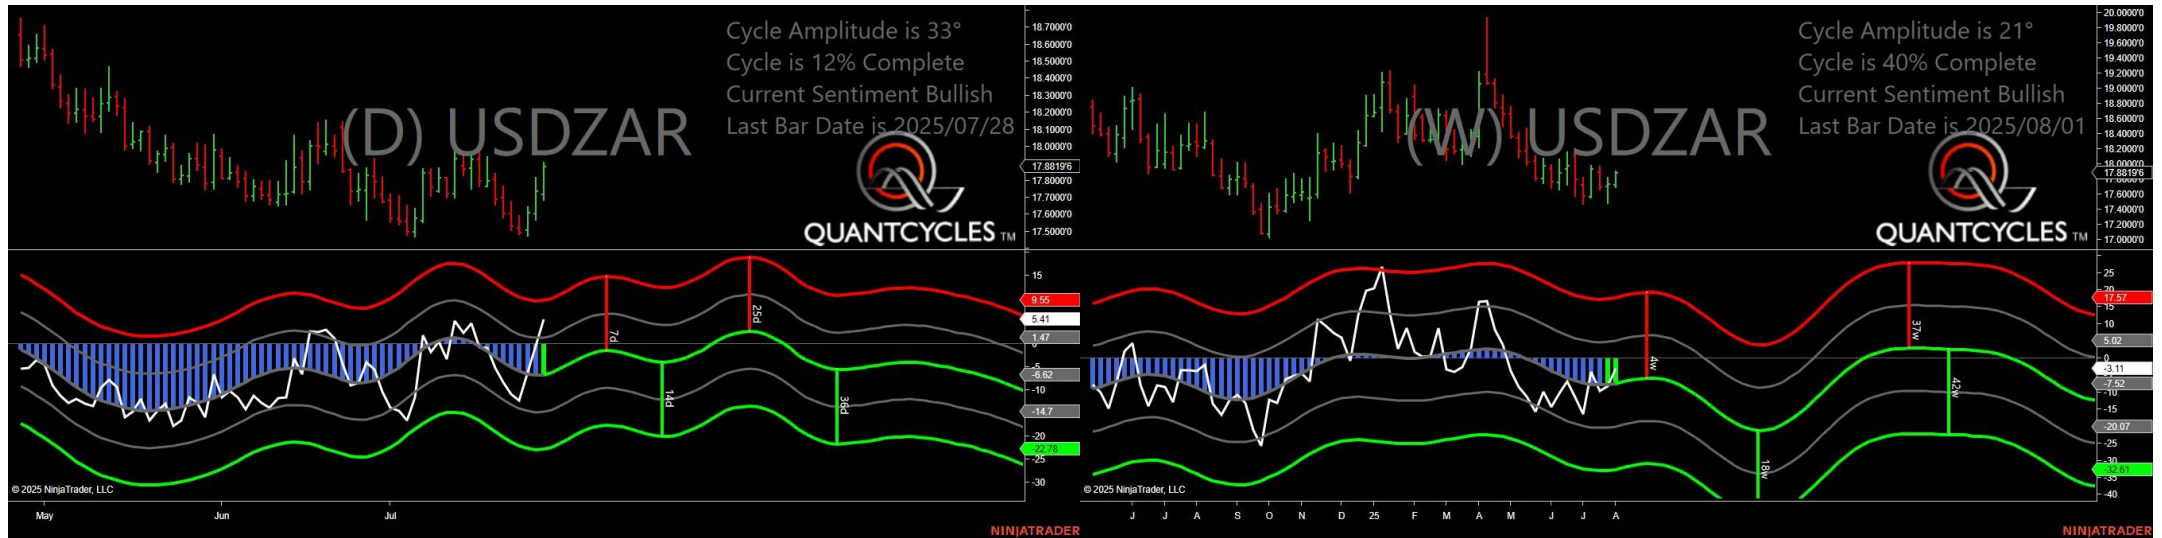 Cycle Amplitude is 33°
Cycle is 12% Complete
Current Sentiment Bullish
Last Bar Date is 2025/07/28
(D) USDZAR
QUANTCYCLES TM
18.7000'0
18.6000'0
18.5000'0
18.4000'0
18.3000'0
18.2000'0
18.1000'0
18.0000'0
17.8819'6
17.8000'0
17.7000'0
17.6000'0
17.5000'0
7d
14d
25d
36d
15
9.55
5.41
1.47
-6.62
-10
-14.7
-20
-22.78
-25
-30
© 2025 NinjaTrader, LLC
May
Jun
Jul
NINJATRADER
Cycle Amplitude is 21°
Cycle is 40% Complete
Current Sentiment Bullish
Last Bar Date is 2025/08/01
(W) USDZAR
QUANTCYCLES TM
20.0000'0
19.8000'0
19.6000'0
19.4000'0
19.2000'0
19.0000'0
18.8000'0
18.6000'0
18.4000'0
18.2000'0
18.0000'0
17.8819'6
17.6000'0
17.4000'0
17.2000'0
17.0000'0
4w
18w
37w
42w
25
20
17.57
15
10
5.02
0
-3.11
-7.52
-10
-15
-20.07
-25
-30
-32.61
-35
-40
© 2025 NinjaTrader, LLC
J
J
A
S
O
N
D
25
F
M
A
M
J
J
A
NINJATRADER